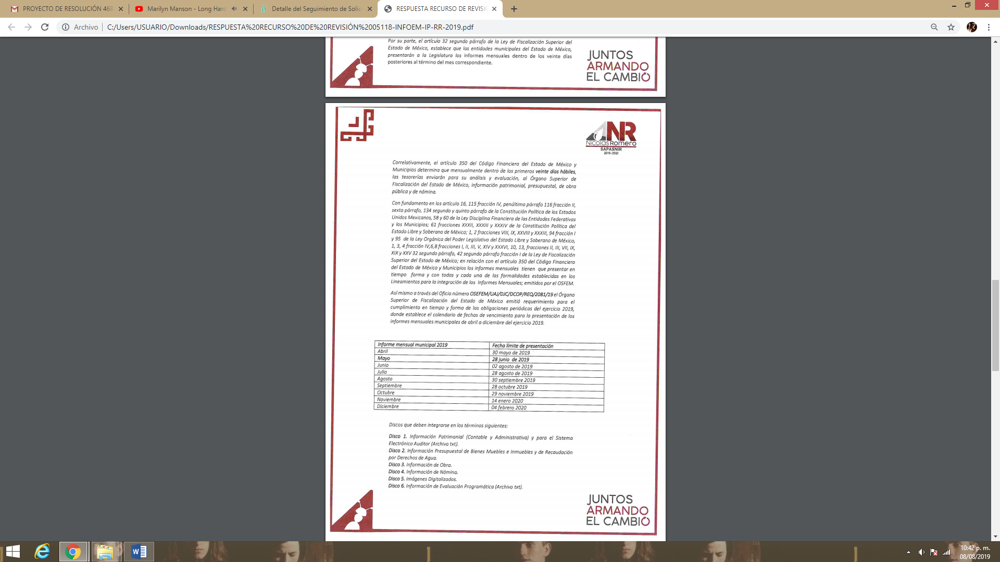 PROYECTO DE RESOLUCIÓN 468
Marilyn Manson - Long Hard
Detalle del Seguimiento de Solic
RESPUESTA RECURSO DE REVISIÓ
Archivo
C:/Users/USUARIO/Downloads/RESPUESTA%20RECURSO%20DE%20REVISIÓN%2005118-INFOEM-IP-RR-2019.pdf
Por su parte, el artículo 32 segundo párrafo de la Ley de Fiscalización Superior del
Estado de México, establece que las entidades municipales del Estado de México,
presentarán a la Legislatura los informes mensuales dentro de los veinte días
posteriores al término del mes correspondiente.
JUNTOS
ARMANDO
EL CAMBIO
NR
Nicolás Romero
SAPASNIR
2019-2021
Correlativamente, el artículo 350 del Código Financiero del Estado de México y
Municipios determina que mensualmente dentro de los primeros veinte días hábiles,
las tesorerías enviarán para su análisis y evaluación, al Órgano Superior de
Fiscalización del Estado de México, información patrimonial, presupuestal, de obra
pública y de nómina.
Con fundamento en los artículo 16, 115 fracción IV, penúltimo párrafo 116 fracción II,
sexto párrafo, 134 segundo y quinto párrafo de la Constitución Política de los Estados
Unidos Mexicanos, 58 y 60 de la Ley Disciplina Financiera de las Entidades Federativas
y los Municipios; 61 fracciones XXXII, XXXIII y XXXIV de la Constitución Política del
Estado Libre y Soberano de México; 1, 2 fracciones VIII, IX, XXVIII y XXXIII, 94 fracción I
y 95 de la Ley Orgánica del Poder Legislativo del Estado Libre y Soberano de México,
1, 3, 4 fracción IV,6,8 fracciones I, II, III, V, XIV y XXXVI, 10, 13, fracciones II, III, VII, IX,
XIX y XXV 32 segundo párrafo, 42 segundo párrafo fracción I de la Ley de Fiscalización
Superior del Estado de México; en relación con el artículo 350 del Código Financiero
del Estado de México y Municipios los informes mensuales tienen que presentar en
tiempo forma y con todas y cada una de las formalidades establecidas en los
Lineamientos para la integración de los Informes Mensuales; emitidos por el OSFEM.
Así mismo a través del Oficio número OSEFEM/UAJ/DJC/DCOP/REQ/2081/19 el Órgano
Superior de Fiscalización del Estado de México emitió requerimiento para el
cumplimiento en tiempo y forma de las obligaciones periódicas del ejercicio 2019,
donde establece el calendario de fechas de vencimiento para la presentación de los
informes mensuales municipales de abril a diciembre del ejercicio 2019.
Informe mensual municipal 2019 Fecha límite de presentación
Abril 30 mayo de 2019
Mayo 28 junio de 2019
Junio 02 agosto de 2019
Julio 28 agosto de 2019
Agosto 30 septiembre 2019
Septiembre 28 octubre 2019
Octubre 29 noviembre 2019
Noviembre 14 enero 2020
Diciembre 04 febrero 2020
Discos que deben integrarse en los términos siguientes:
Disco 1. Información Patrimonial (Contable y Administrativa) y para el Sistema
Electrónico Auditor (Archivo txt).
Disco 2. Información Presupuestal de Bienes Muebles e Inmuebles y de Recaudación
por Derechos de Agua.
Disco 3. Información de Obra.
Disco 4. Información de Nómina.
Disco 5. Imágenes Digitalizadas.
Disco 6. Información de Evaluación Programática (Archivo txt).
JUNTOS
ARMANDO
EL CAMBIO
10:42 p. m.
08/08/2019